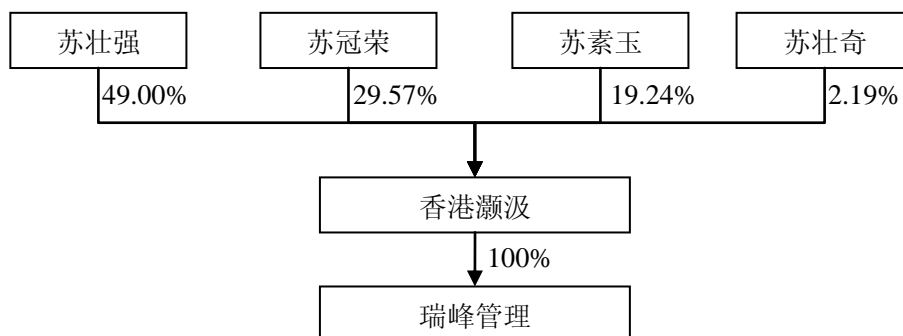 苏壮强 苏冠荣 苏素玉 苏壮奇
49.00% 29.57% 19.24% 2.19%
香港灏汲
100%
瑞峰管理